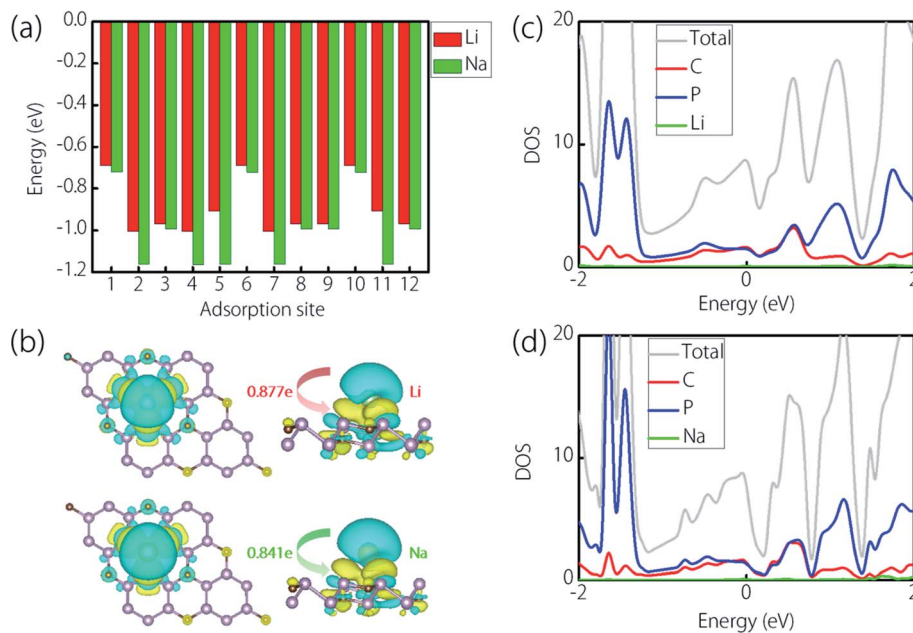 (a)
0.0
-0.2
-0.4
-0.6
-0.8
-1.0
-1.2
Energy (eV)
Li
Na
1 2 3 4 5 6 7 8 9 10 11 12
Adsorption site
(b)
0.877e
Li
0.841e
Na
(c)
20
10
0
DOS
Total
C
P
Li
-2 0 2
Energy (eV)
(d)
20
10
0
DOS
Total
C
P
Na
-2 0 2
Energy (eV)